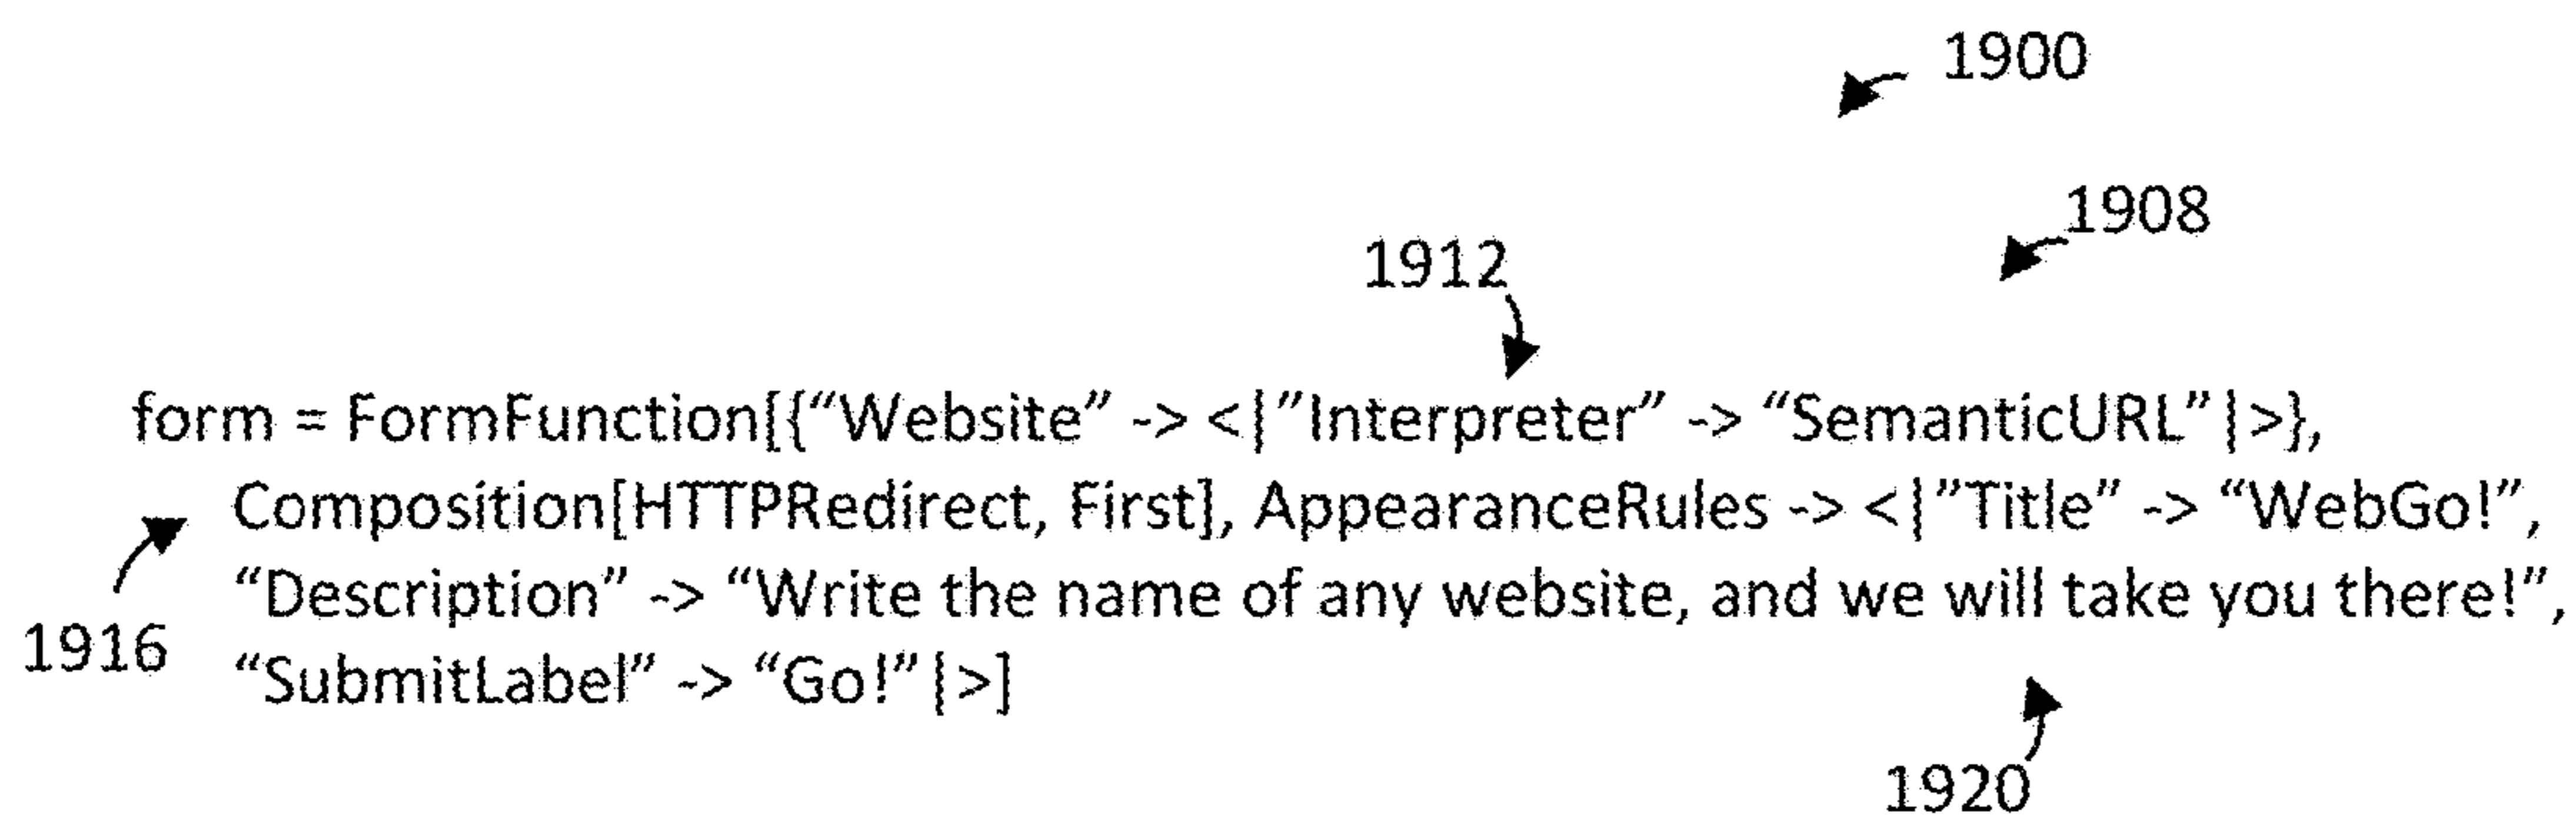 1900
1908
1912
form = FormFunction[{“Website” -> <|”Interpreter” -> “SemanticURL”|>},
Composition[HTTPRedirect, First], AppearanceRules -> <|”Title” -> “WebGo!”,
“Description” -> “Write the name of any website, and we will take you there!”,
1916
“SubmitLabel” -> “Go!”|>]
1920